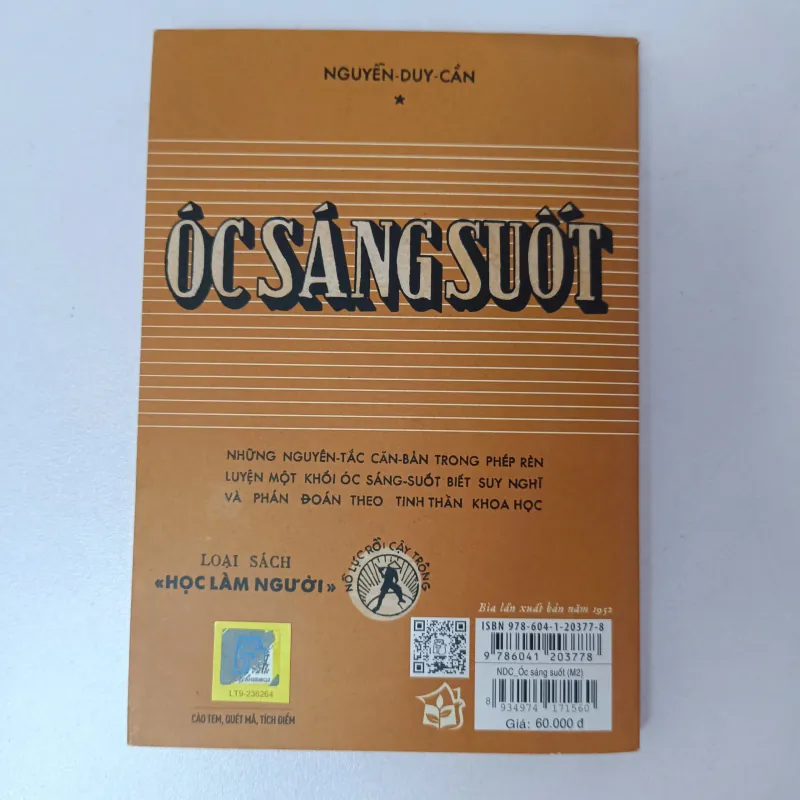 NGUYỄN-DUY-CẦN
ÓC SÁNG SUỐT
NHỮNG NGUYÊN-TẮC CĂN-BẢN TRONG PHÉP RÈN
LUYỆN MỘT KHỐI ÓC SÁNG-SUỐT BIẾT SUY NGHĨ
VÀ PHÁN ĐOÁN THEO TINH THẦN KHOA HỌC
LOẠI SÁCH
«HỌC LÀM NGƯỜI»
NỖ LỰC RỒI CẬY TRÔNG
Bìa lần xuất bản năm 1952
ISBN 978-604-1-20377-8
9 786041 203778
NDC_Óc sáng suốt (M2)
8 934974 171560
Giá: 60.000 đ
LT9-236264
CÀO TEM, QUÉT MÃ, TÍCH ĐIỂM